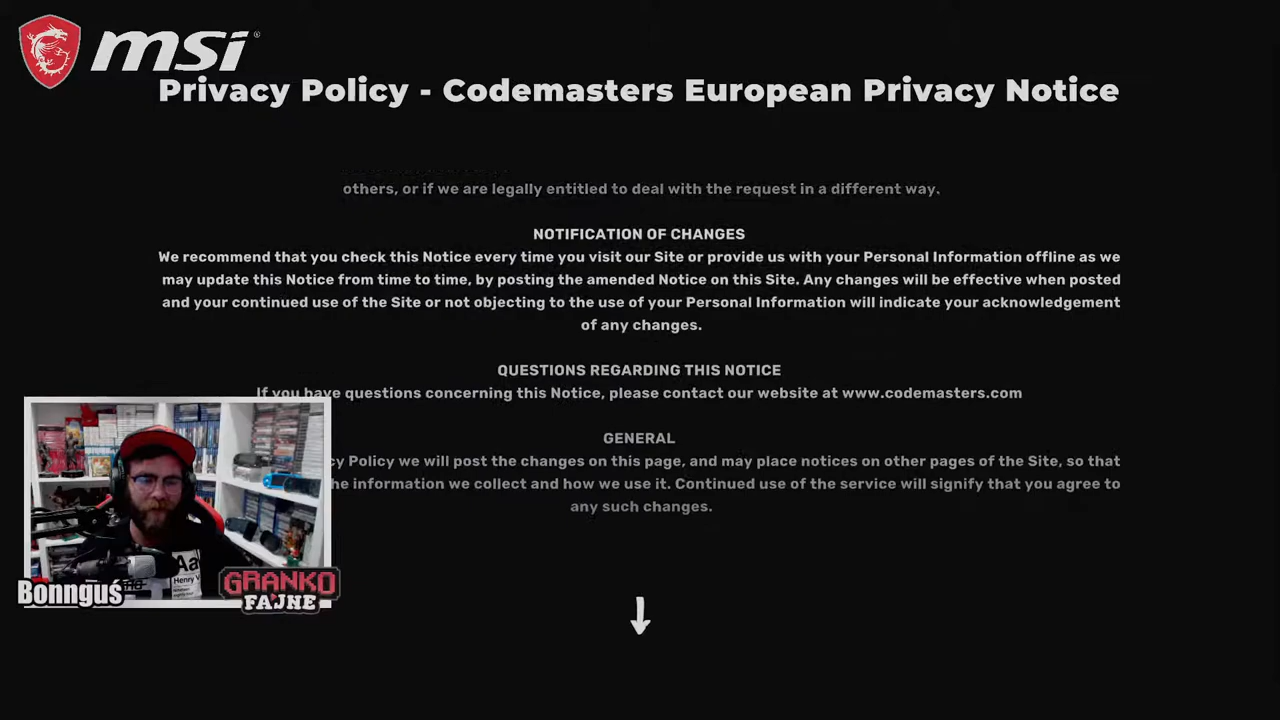 msi
Privacy Policy - Codemasters European Privacy Notice
others, or if we are legally entitled to deal with the request in a different way.
NOTIFICATION OF CHANGES
We recommend that you check this Notice every time you visit our Site or provide us with your Personal Information offline as we
may update this Notice from time to time, by posting the amended Notice on this Site. Any changes will be effective when posted
and your continued use of the Site or not objecting to the use of your Personal Information will indicate your acknowledgement
of any changes.
QUESTIONS REGARDING THIS NOTICE
If you have questions concerning this Notice, please contact our website at www.codemasters.com
GENERAL
Policy we will post the changes on this page, and may place notices on other pages of the Site, so that
the information we collect and how we use it. Continued use of the service will signify that you agree to
any such changes.
Aa
Henry V
Bonnguś
GRANKO
FAJNE